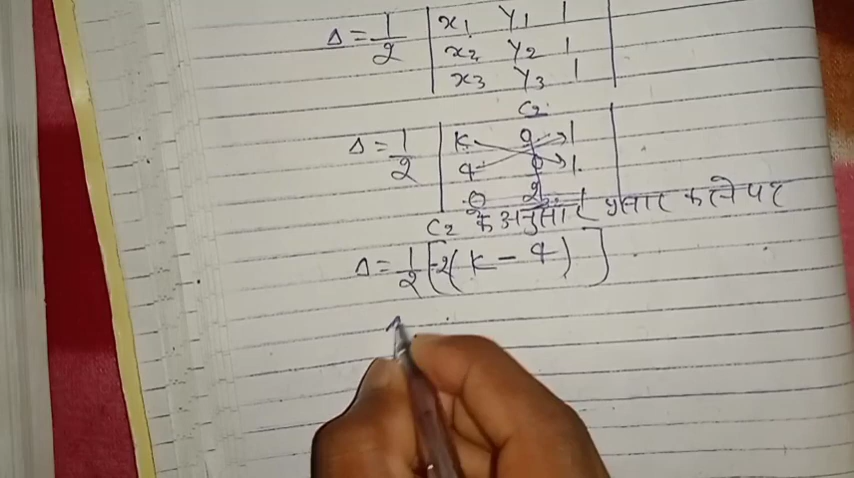 Δ = 1/2 | x₁ y₁ 1 |
| x₂ y₂ 1 |
| x₃ y₃ 1 |
C₂
Δ = 1/2 | k 0 1 |
| 4 0 1 |
| 0 2 1 |
C₂ के अनुसार प्रसार करने पर
Δ = 1/2 [-2(k - 4)]